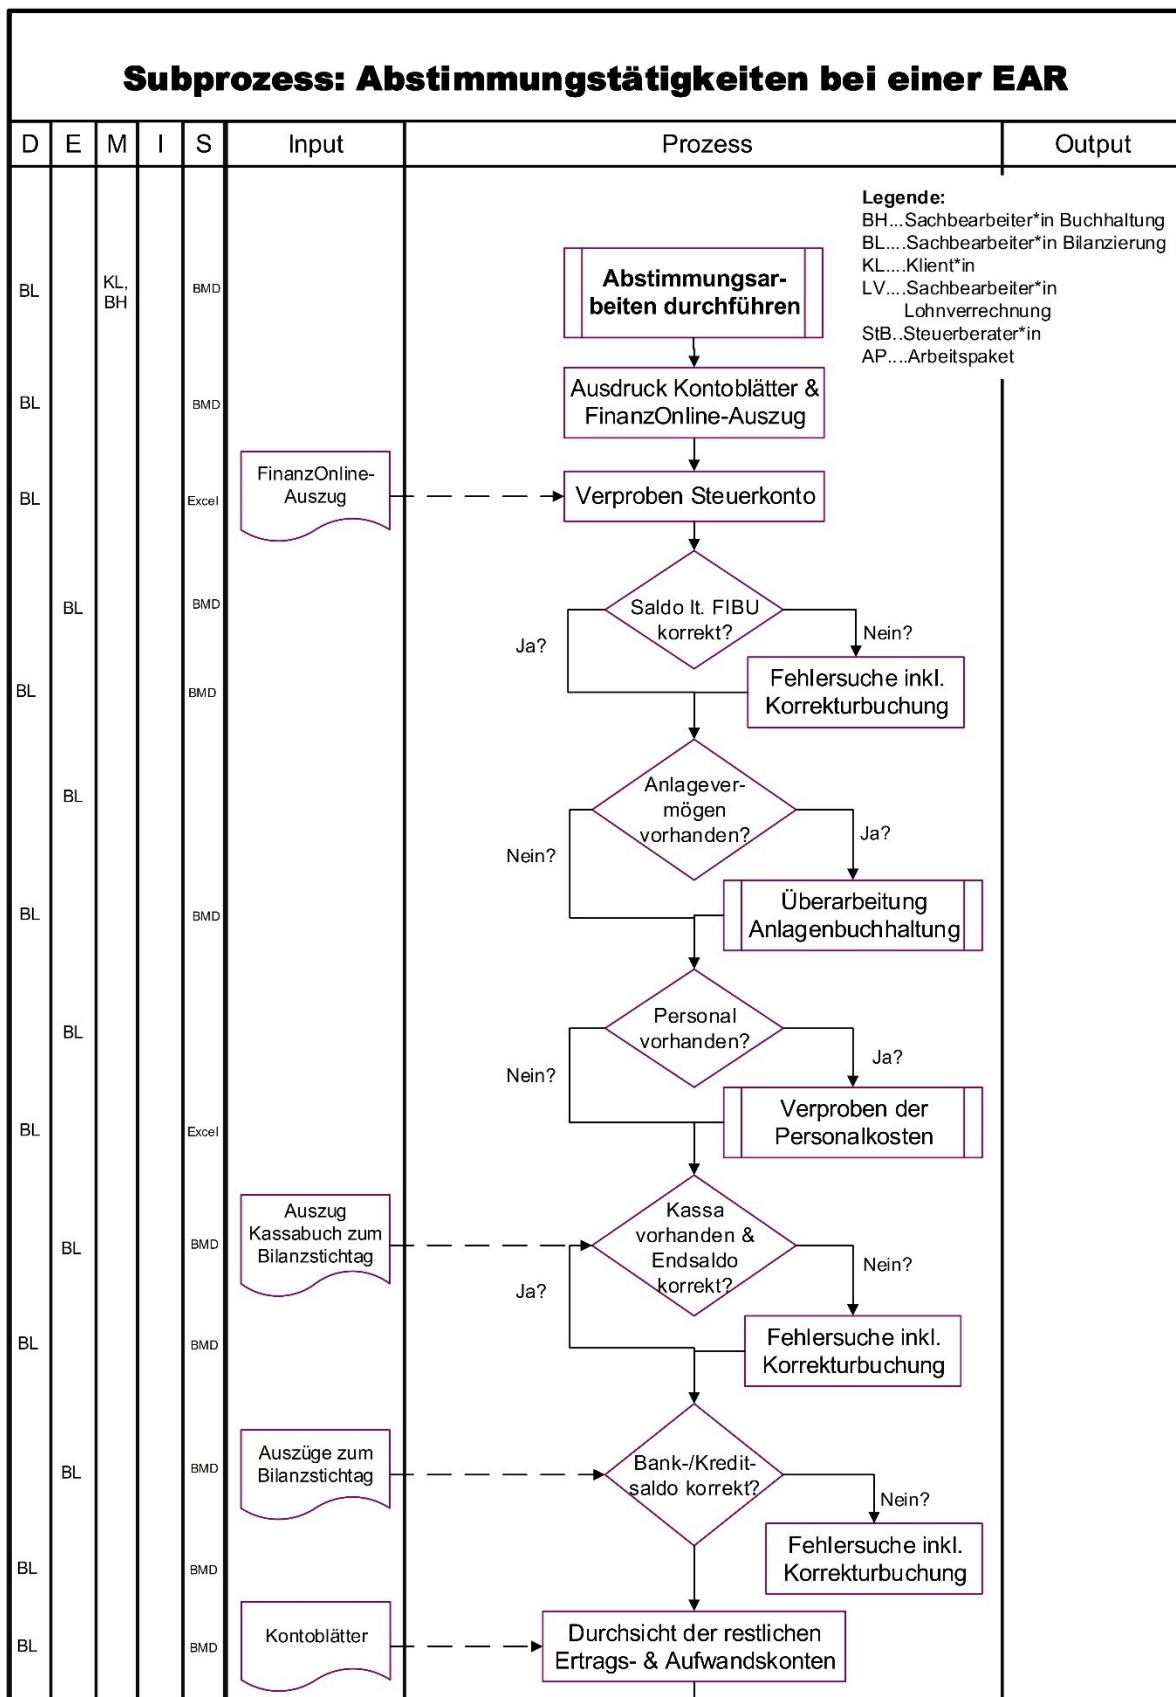 Subprozess: Abstimmungstätigkeiten bei einer EAR
D E M I S Input Prozess Output
Legende:
BH...Sachbearbeiter*in Buchhaltung
BL....Sachbearbeiter*in Bilanzierung
KL....Klient*in
LV....Sachbearbeiter*in
Lohnverrechnung
StB..Steuerberater*in
AP....Arbeitspaket
BL
KL,
BH
BMD
Abstimmungsar-
beiten durchführen
BL
BMD
Ausdruck Kontoblätter &
FinanzOnline-Auszug
BL
Excel
FinanzOnline-
Auszug
Verproben Steuerkonto
BL
BMD
Saldo lt. FIBU
korrekt?
Ja?
Nein?
BL
BMD
Fehlersuche inkl.
Korrekturbuchung
BL
Anlagever-
mögen
vorhanden?
Nein?
Ja?
BL
BMD
Überarbeitung
Anlagenbuchhaltung
BL
Personal
vorhanden?
Nein?
Ja?
BL
Excel
Verproben der
Personalkosten
BL
BMD
Auszug
Kassabuch zum
Bilanzstichtag
Kassa
vorhanden &
Endsaldo
korrekt?
Ja?
Nein?
BL
BMD
Fehlersuche inkl.
Korrekturbuchung
BL
BMD
Auszüge zum
Bilanzstichtag
Bank-/Kredit-
saldo korrekt?
Nein?
BL
BMD
Fehlersuche inkl.
Korrekturbuchung
BL
BMD
Kontoblätter
Durchsicht der restlichen
Ertrags- & Aufwandskonten